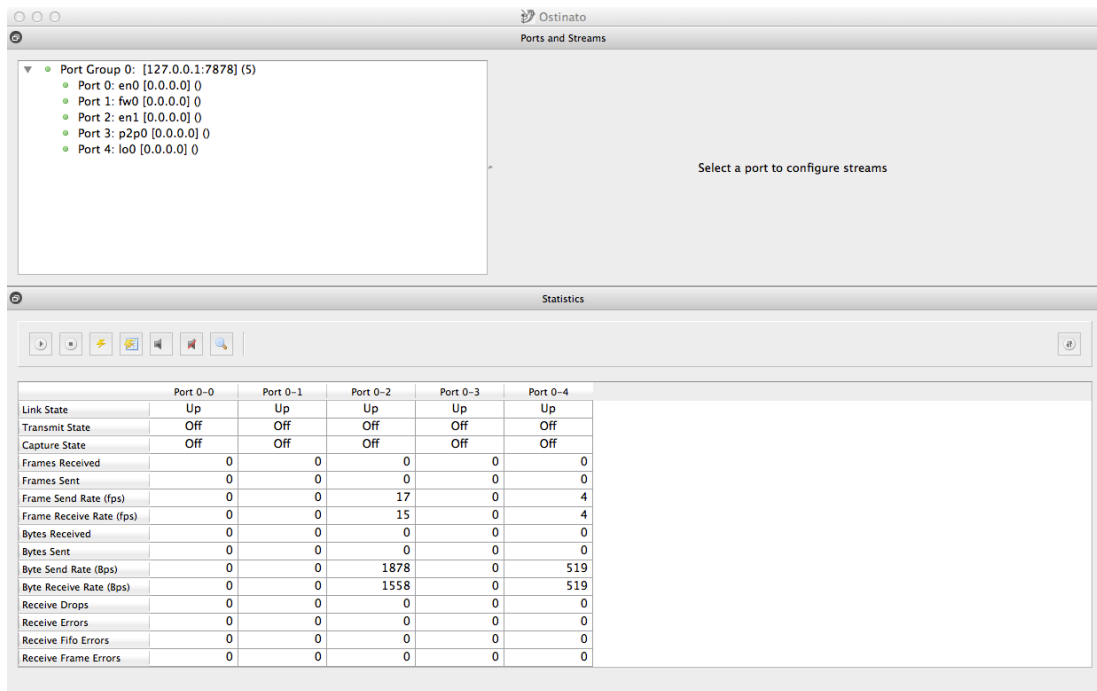 Ostinato
Ports and Streams
Port Group 0: [127.0.0.1:7878] (5)
Port 0: en0 [0.0.0.0] ()
Port 1: fw0 [0.0.0.0] ()
Port 2: en1 [0.0.0.0] ()
Port 3: p2p0 [0.0.0.0] ()
Port 4: lo0 [0.0.0.0] ()
Select a port to configure streams
Statistics
Port 0-0 Port 0-1 Port 0-2 Port 0-3 Port 0-4
Link State Up Up Up Up Up
Transmit State Off Off Off Off Off
Capture State Off Off Off Off Off
Frames Received 0 0 0 0 0
Frames Sent 0 0 0 0 0
Frame Send Rate (fps) 0 0 17 0 4
Frame Receive Rate (fps) 0 0 15 0 4
Bytes Received 0 0 0 0 0
Bytes Sent 0 0 0 0 0
Byte Send Rate (Bps) 0 0 1878 0 519
Byte Receive Rate (Bps) 0 0 1558 0 519
Receive Drops 0 0 0 0 0
Receive Errors 0 0 0 0 0
Receive Fifo Errors 0 0 0 0 0
Receive Frame Errors 0 0 0 0 0